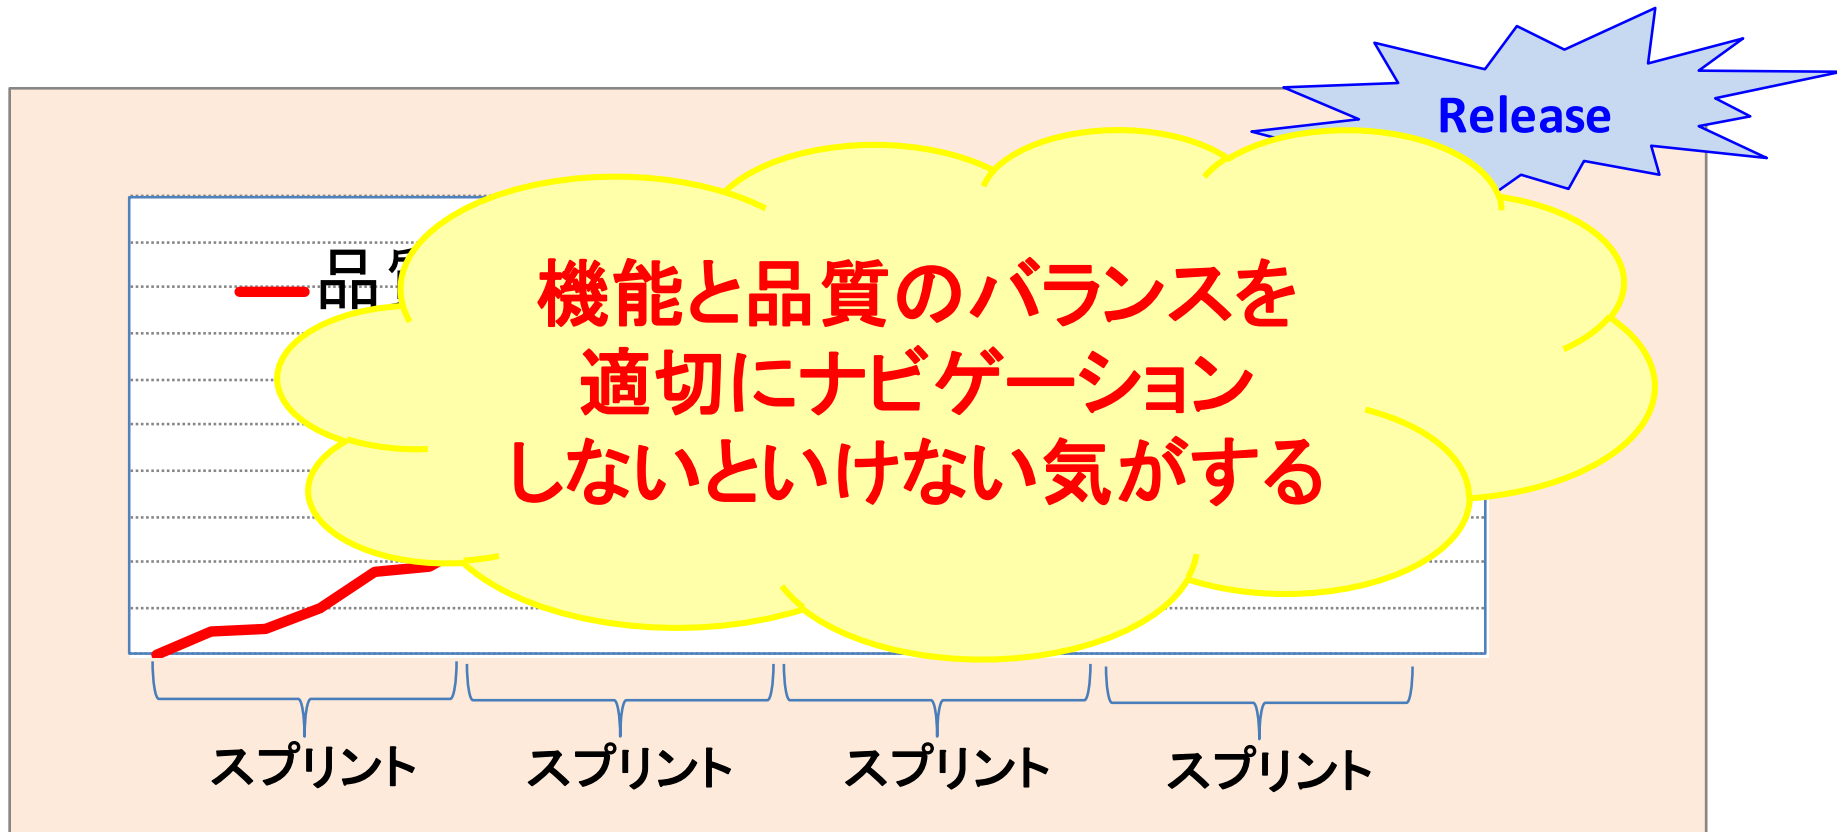 Release
品質
機能と品質のバランスを
適切にナビゲーション
しないといけない気がする
スプリント
スプリント
スプリント
スプリント